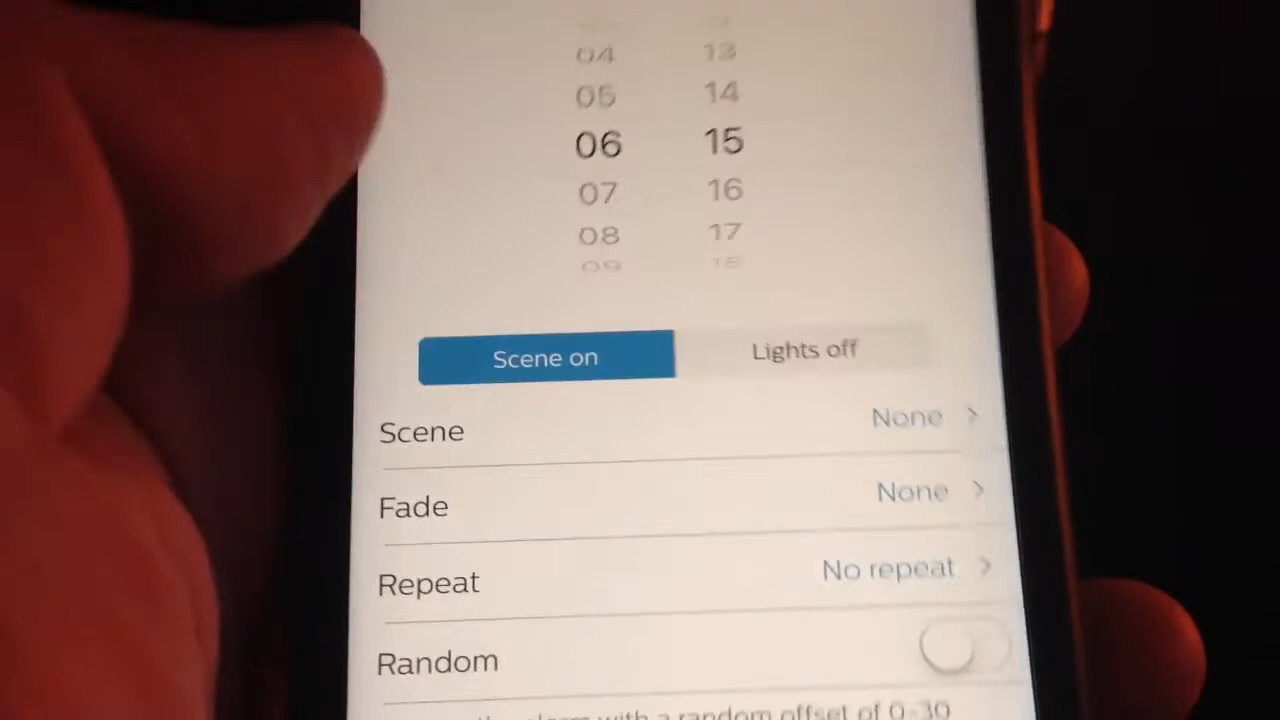 04 13
05 14
06 15
07 16
08 17
09 18
Scene on Lights off
Scene None >
Fade None >
Repeat No repeat >
Random
alarm with a random offset of 0-30